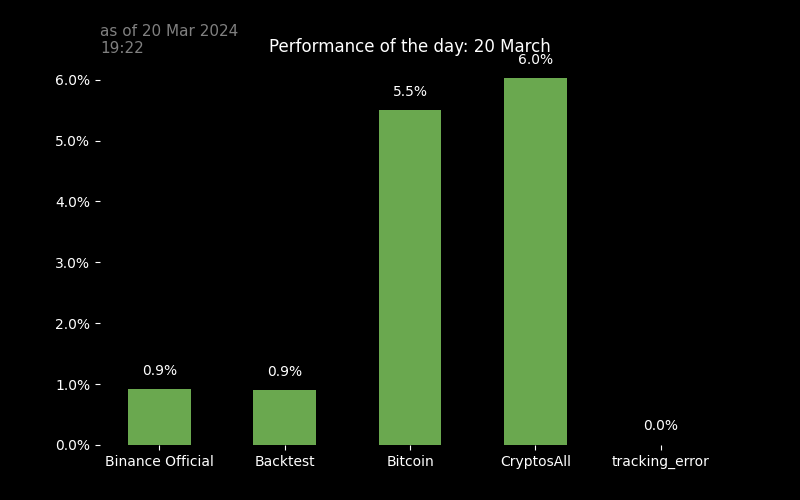 as of 20 Mar 2024
19:22
Performance of the day: 20 March
6.0%
5.0%
4.0%
3.0%
2.0%
1.0%
0.0%
0.9%
0.9%
5.5%
6.0%
0.0%
Binance Official
Backtest
Bitcoin
CryptosAll
tracking_error